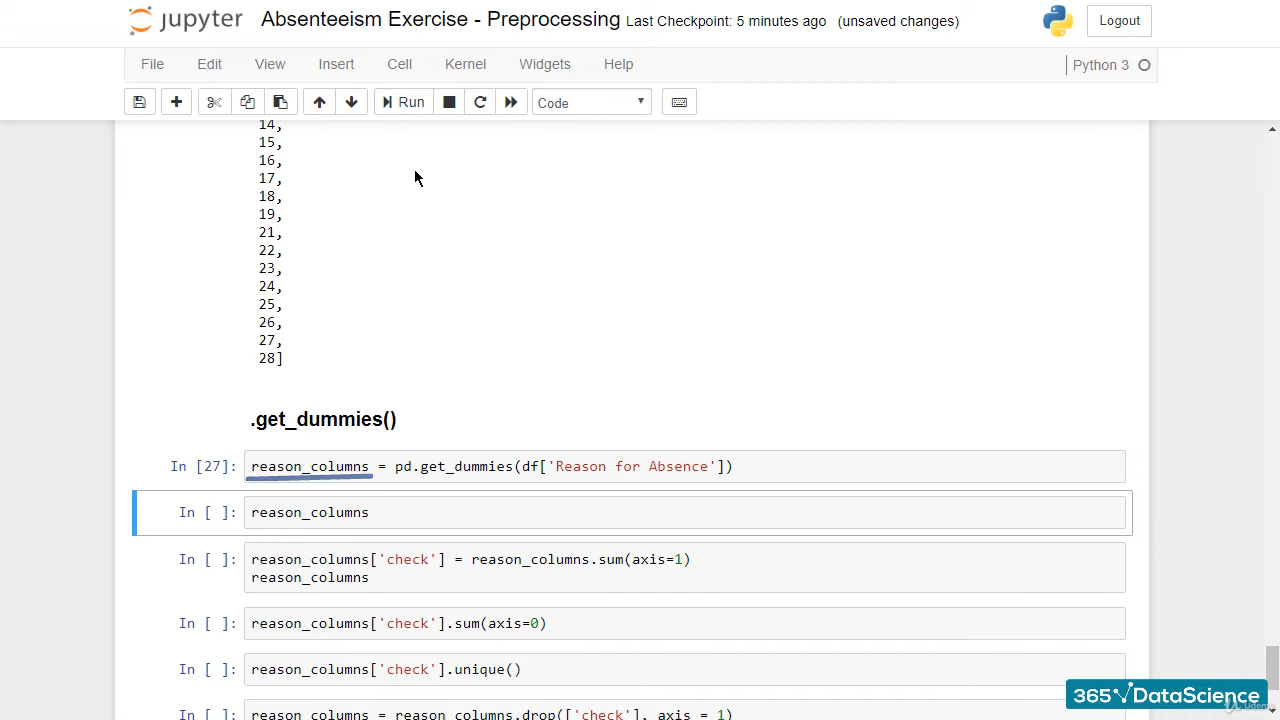 jupyter Absenteeism Exercise - Preprocessing Last Checkpoint: 5 minutes ago (unsaved changes) Logout
File Edit View Insert Cell Kernel Widgets Help Python 3
Run Code
14,
15,
16,
17,
18,
19,
21,
22,
23,
24,
25,
26,
27,
28]
.get_dummies()
In [27]: reason_columns = pd.get_dummies(df['Reason for Absence'])
In [ ]: reason_columns
In [ ]: reason_columns['check'] = reason_columns.sum(axis=1)
reason_columns
In [ ]: reason_columns['check'].sum(axis=0)
In [ ]: reason_columns['check'].unique()
In [ ]: reason_columns = reason_columns.drop(['check'], axis = 1)
365 DataScience
Udemy